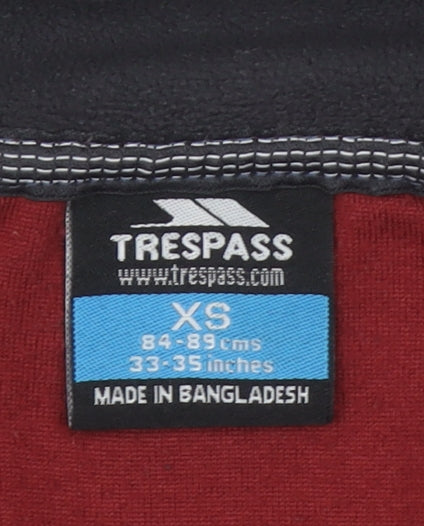 TRESPASS
www.trespass.com
XS
84-89cms
33-35inches
MADE IN BANGLADESH